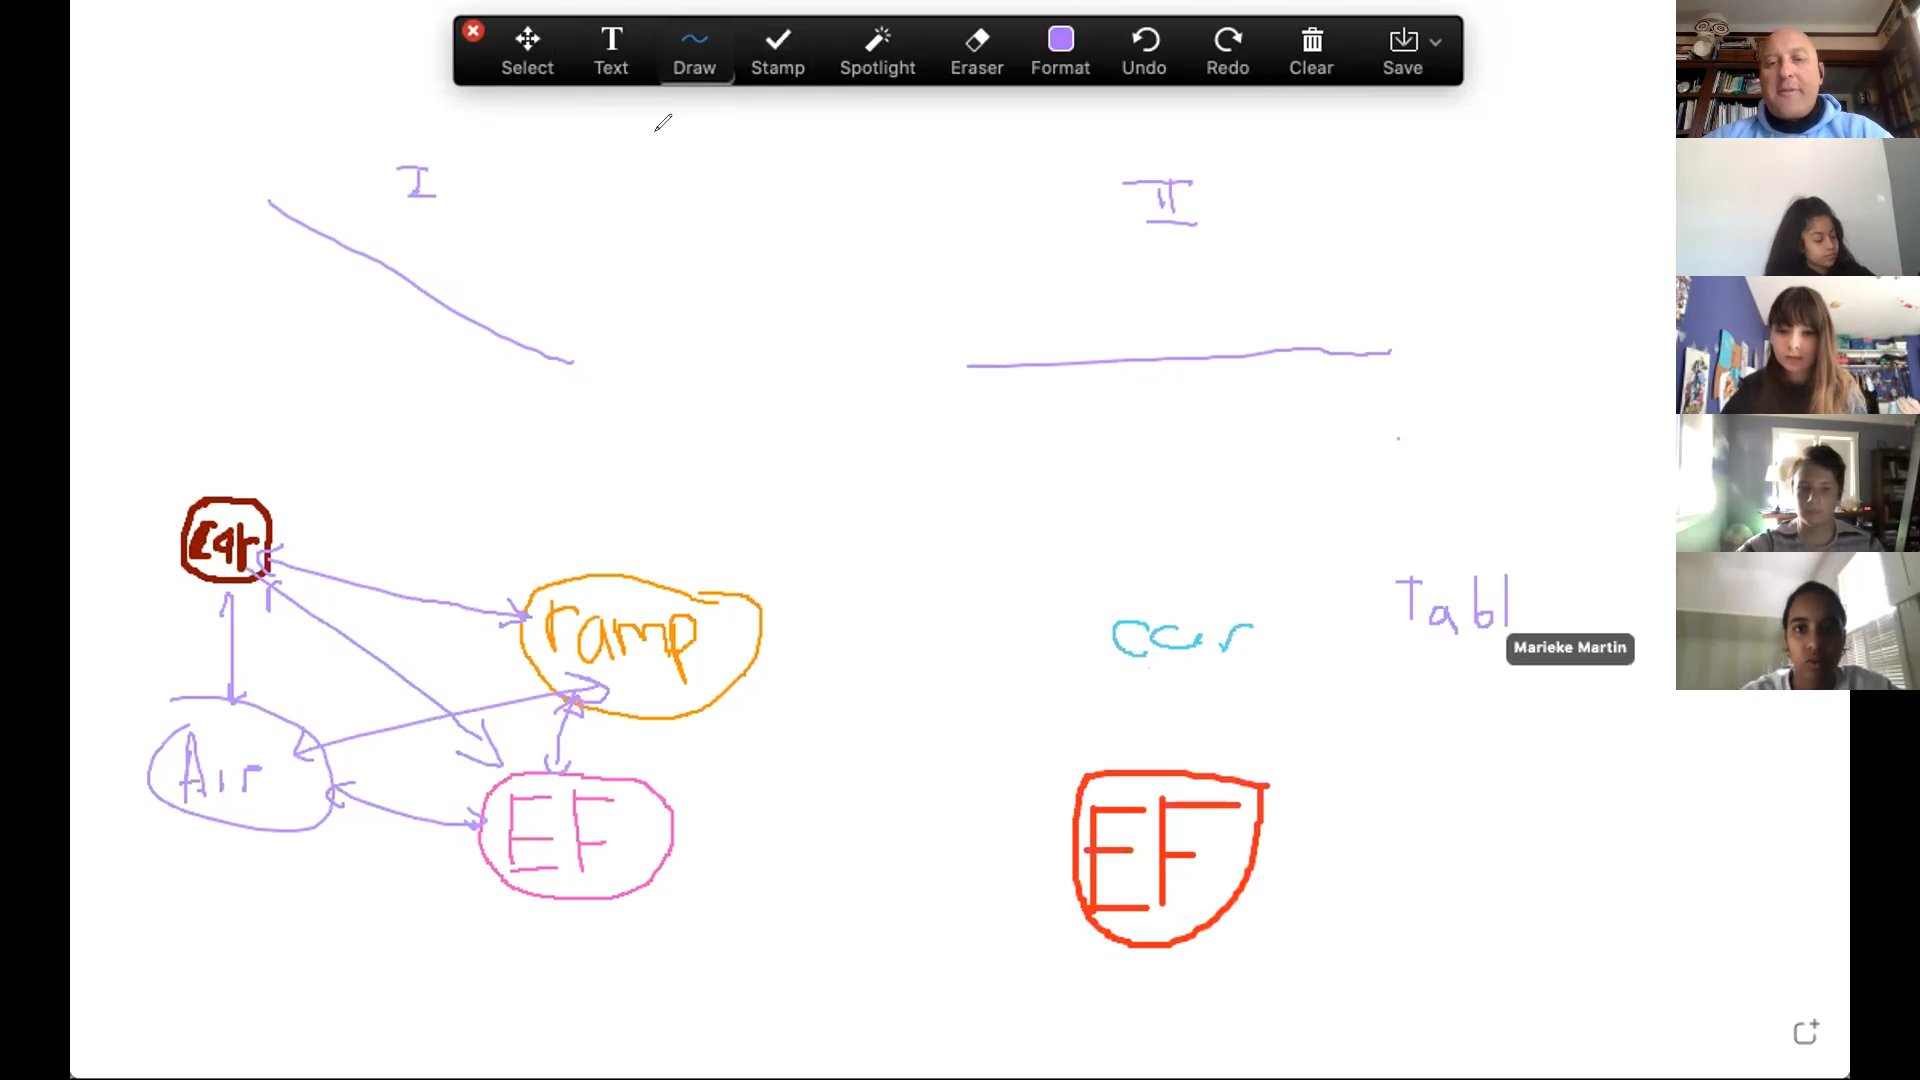 Select Text Draw Stamp Spotlight Eraser Format Undo Redo Clear Save
I
II
Car
ramp
Air
EF
car
Tabl
Marieke Martin
EF